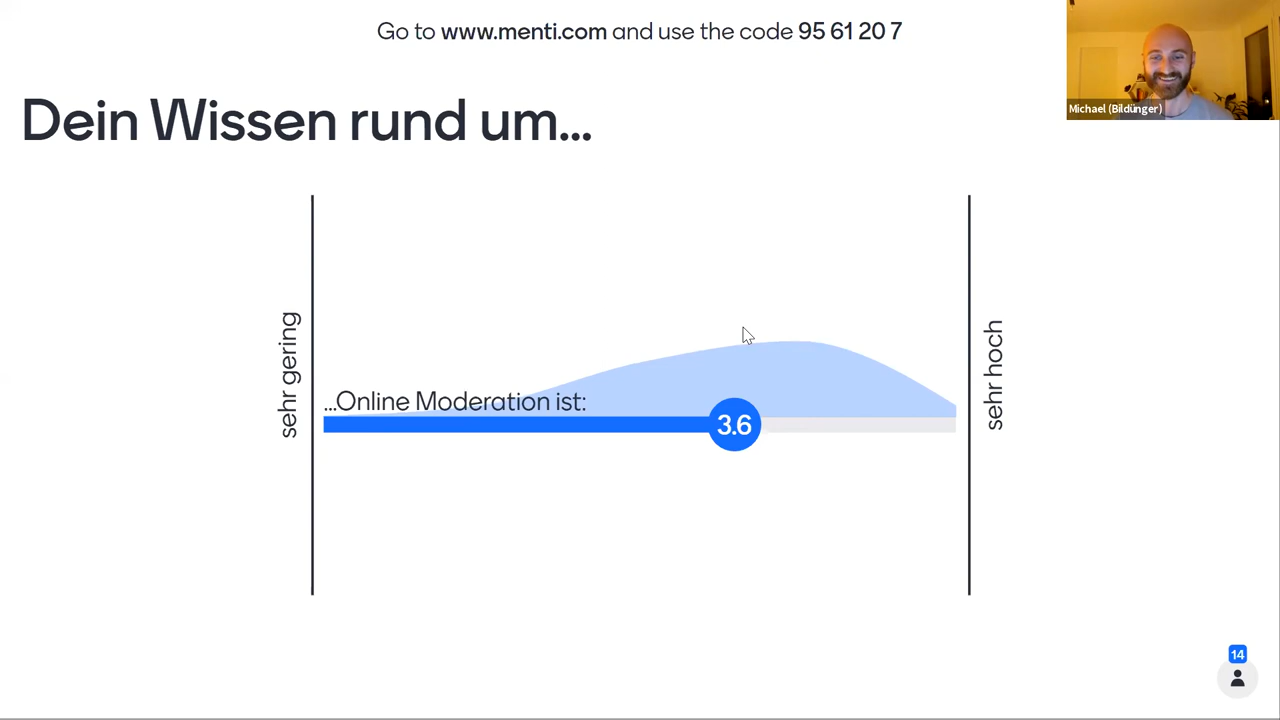 Go to www.menti.com and use the code 95 61 20 7
Michael (Bildünger)
Dein Wissen rund um...
sehr gering
...Online Moderation ist:
3.6
sehr hoch
14